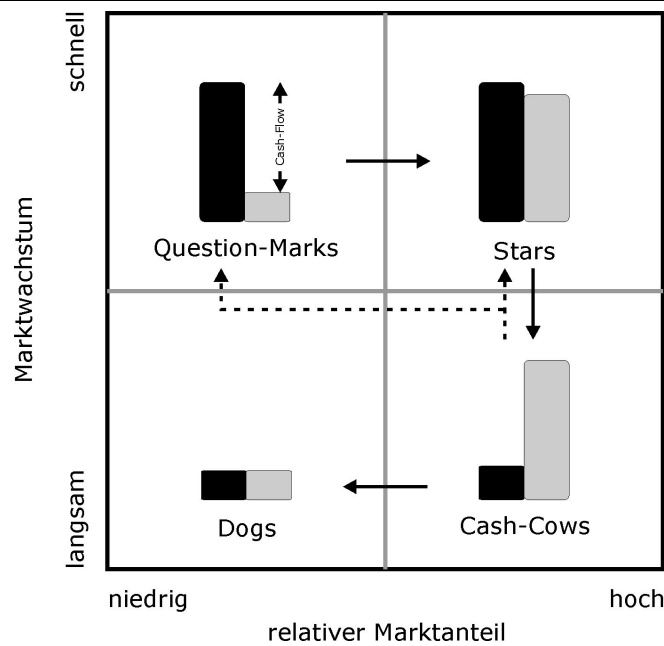 schnell
Cash-Flow
Question-Marks
Stars
Marktwachstum
Dogs
Cash-Cows
langsam
niedrig
hoch
relativer Marktanteil